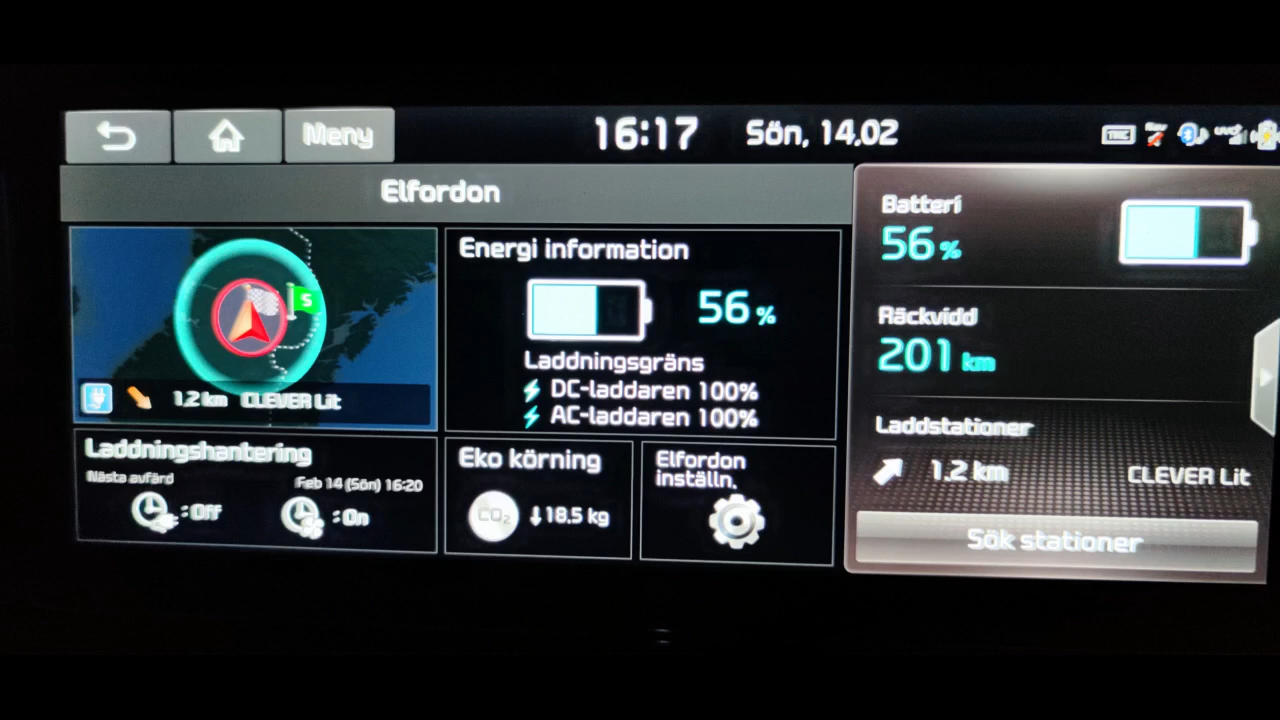 Meny
16:17
Sön, 14.02
Elfordon
S
1,2 km CLEVER Lit
Energi information
56 %
Laddningsgräns
DC-laddaren 100%
AC-laddaren 100%
Laddningshantering
Nästa avfärd
Feb 14 (Sön) 16:20
:Off
:On
Eko körning
CO₂
18.5 kg
Elfordon
inställn.
Batteri
56 %
Räckvidd
201 km
Laddstationer
1.2 km CLEVER Lit
Sök stationer